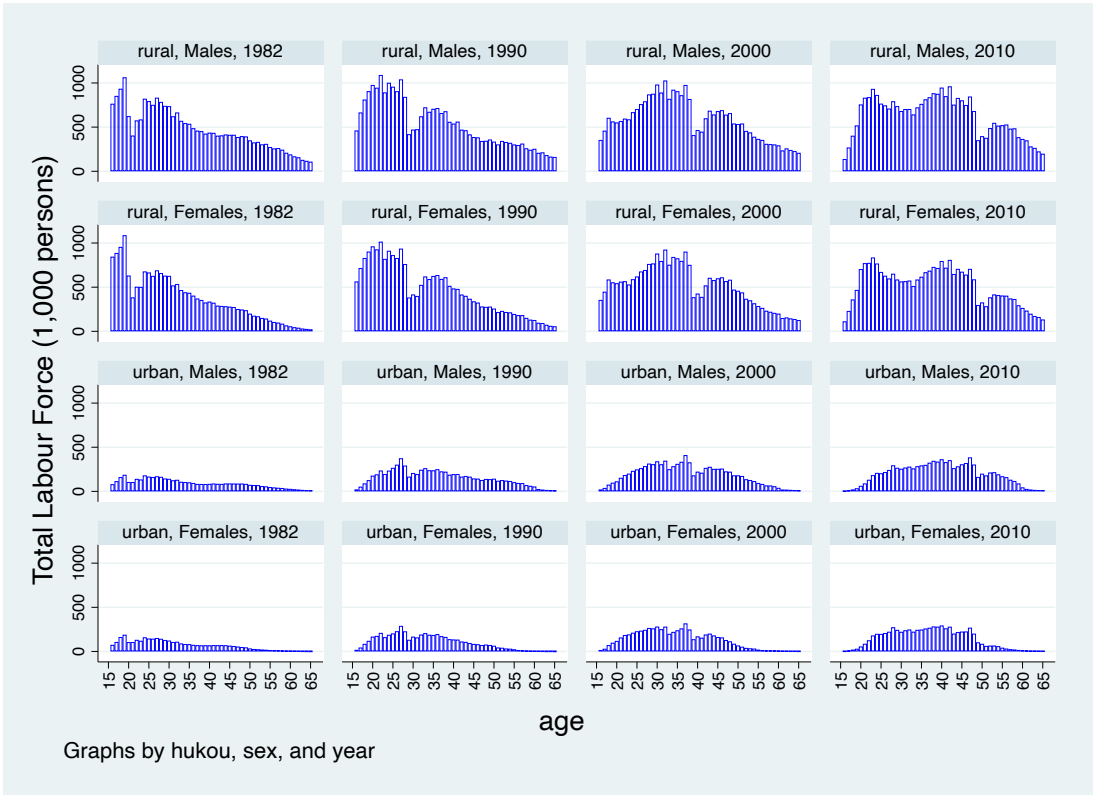 Total Labour Force (1,000 persons)
rural, Males, 1982
rural, Males, 1990
rural, Males, 2000
rural, Males, 2010
1000
500
0
rural, Females, 1982
rural, Females, 1990
rural, Females, 2000
rural, Females, 2010
1000
500
0
urban, Males, 1982
urban, Males, 1990
urban, Males, 2000
urban, Males, 2010
1000
500
0
urban, Females, 1982
urban, Females, 1990
urban, Females, 2000
urban, Females, 2010
1000
500
0
15 20 25 30 35 40 45 50 55 60 65
15 20 25 30 35 40 45 50 55 60 65
15 20 25 30 35 40 45 50 55 60 65
15 20 25 30 35 40 45 50 55 60 65
age
Graphs by hukou, sex, and year